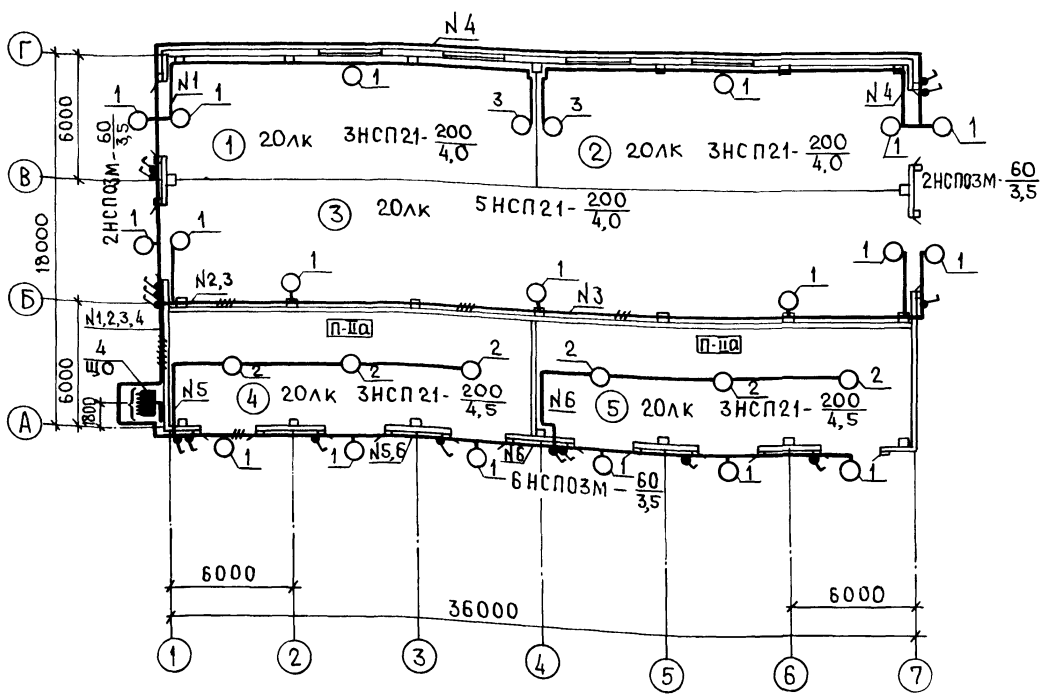 Г
N4
N1
1
1
1
1
N4
1
1
3
3
6000
1 20ЛК 3НСП21-200/4,0
2 20ЛК 3НСП21-200/4,0
2НСП03М-60/3,5
В
2НСП03М-60/3,5
3 20ЛК 5НСП21-200/4,0
18000
1
1
1
1
1
1
1
Б
N2,3
N3
N1,2,3,4
П-IIа
П-IIа
4
ЩО
2
2
2
2
2
2
6000
N5
4 20ЛК 3НСП21-200/4,5
N6
5 20ЛК 3НСП21-200/4,5
1800
А
1
1
N5,6
1
N6
1
1
1
6НСП03М-60/3,5
6000
6000
36000
1
2
3
4
5
6
7